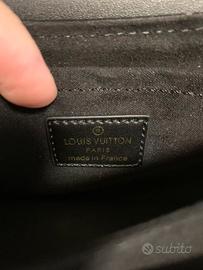 LOUIS VUITTON
PARIS
made in France
subito